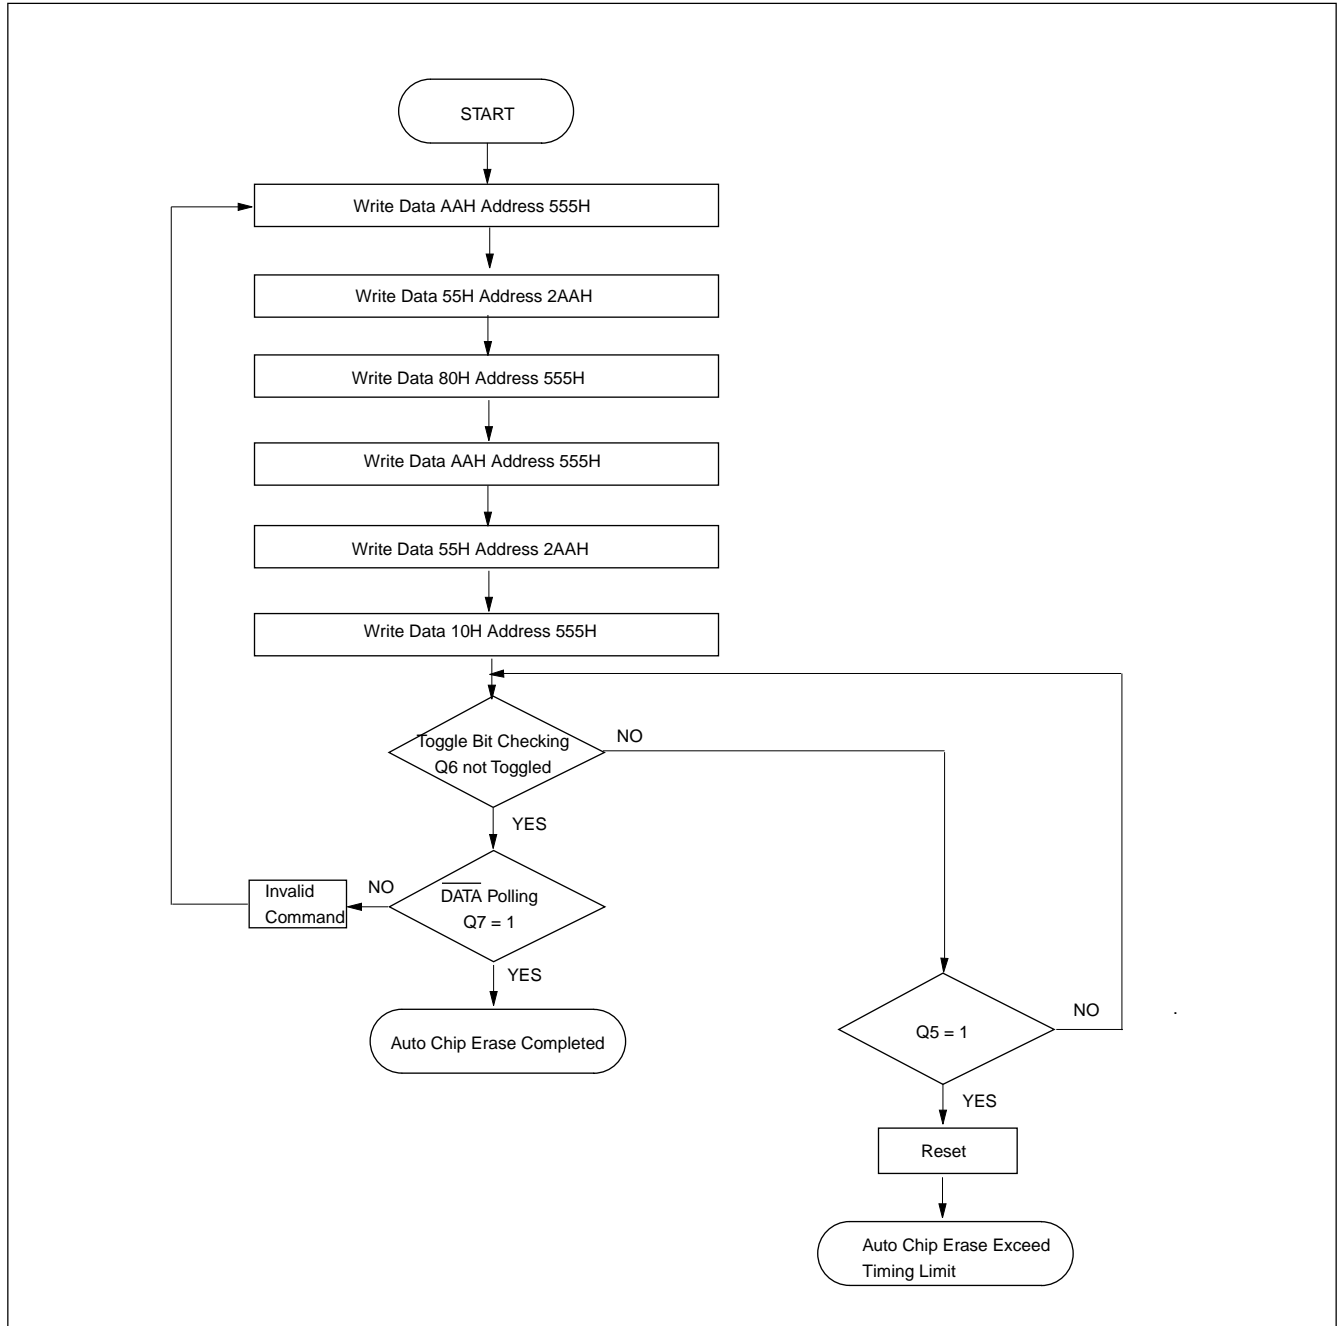 START
Write Data AAH Address 555H
Write Data 55H Address 2AAH
Write Data 80H Address 555H
Write Data AAH Address 555H
Write Data 55H Address 2AAH
Write Data 10H Address 555H
Toggle Bit Checking
Q6 not Toggled
NO
YES
Invalid
Command
NO
DATA Polling
Q7 = 1
YES
Auto Chip Erase Completed
Q5 = 1
NO
YES
Reset
Auto Chip Erase Exceed
Timing Limit